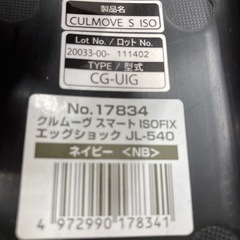 製品名
CULMOVE S ISO
Lot No. / ロット No.
20033-00- 111402
TYPE / 型式
CG-UIG
No.17834
クルムーヴ スマート ISOFIX
エッグショック JL-540
ネイビー <NB>
4 972990 178341